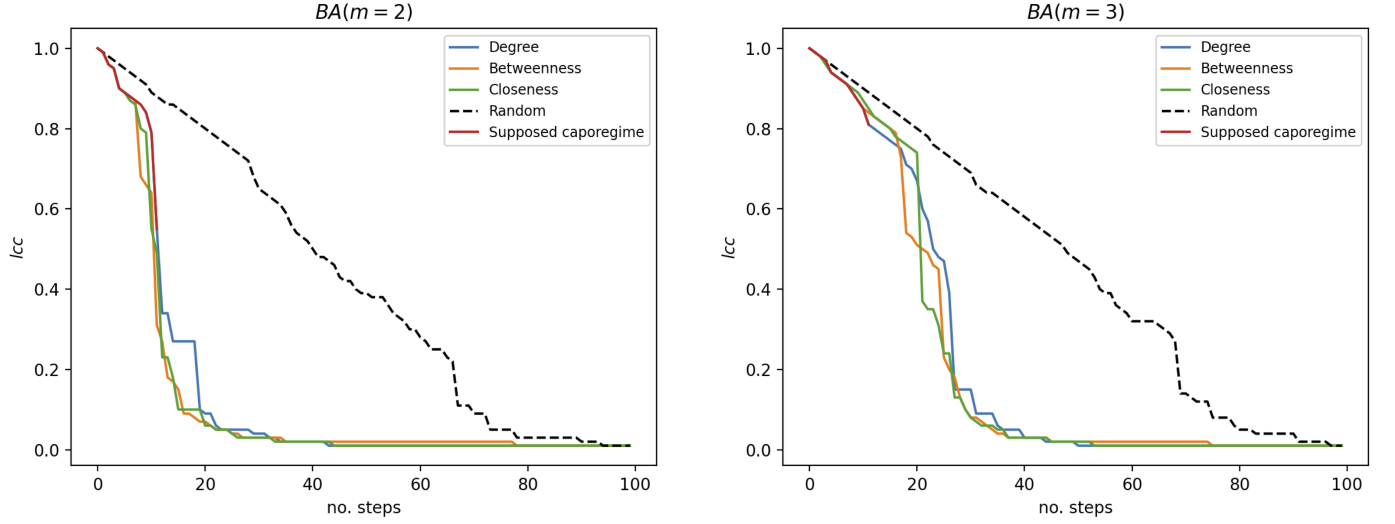 BA(m = 2)
1.0
0.8
0.6
0.4
0.2
0.0
lcc
0
20
40
60
80
100
no. steps
Degree
Betweenness
Closeness
Random
Supposed caporegime
BA(m = 3)
1.0
0.8
0.6
0.4
0.2
0.0
lcc
0
20
40
60
80
100
no. steps
Degree
Betweenness
Closeness
Random
Supposed caporegime